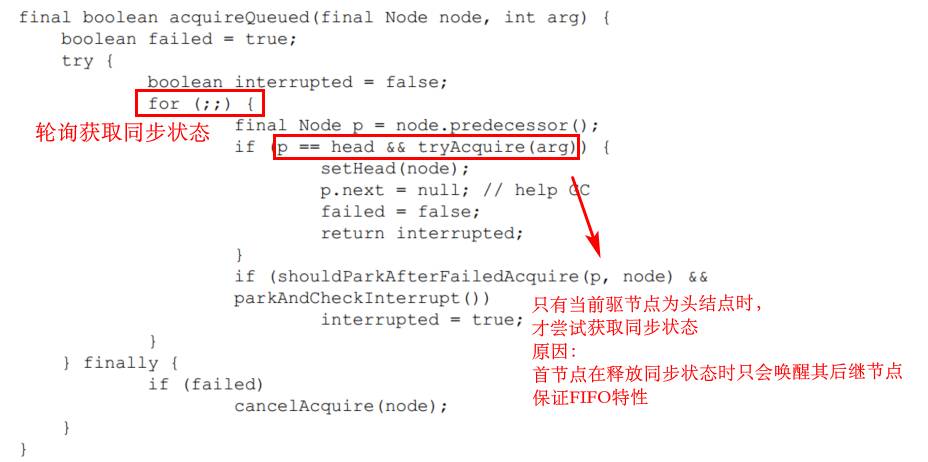 final boolean acquireQueued(final Node node, int arg) {
boolean failed = true;
try {
boolean interrupted = false;
for (;;) {
轮询获取同步状态
final Node p = node.predecessor();
if (p == head && tryAcquire(arg)) {
setHead(node);
p.next = null; // help GC
failed = false;
return interrupted;
}
if (shouldParkAfterFailedAcquire(p, node) &&
parkAndCheckInterrupt())
interrupted = true;
只有当前驱节点为头结点时，
才尝试获取同步状态
原因：
首节点在释放同步状态时只会唤醒其后继节点
保证FIFO特性
}
} finally {
if (failed)
cancelAcquire(node);
}
}